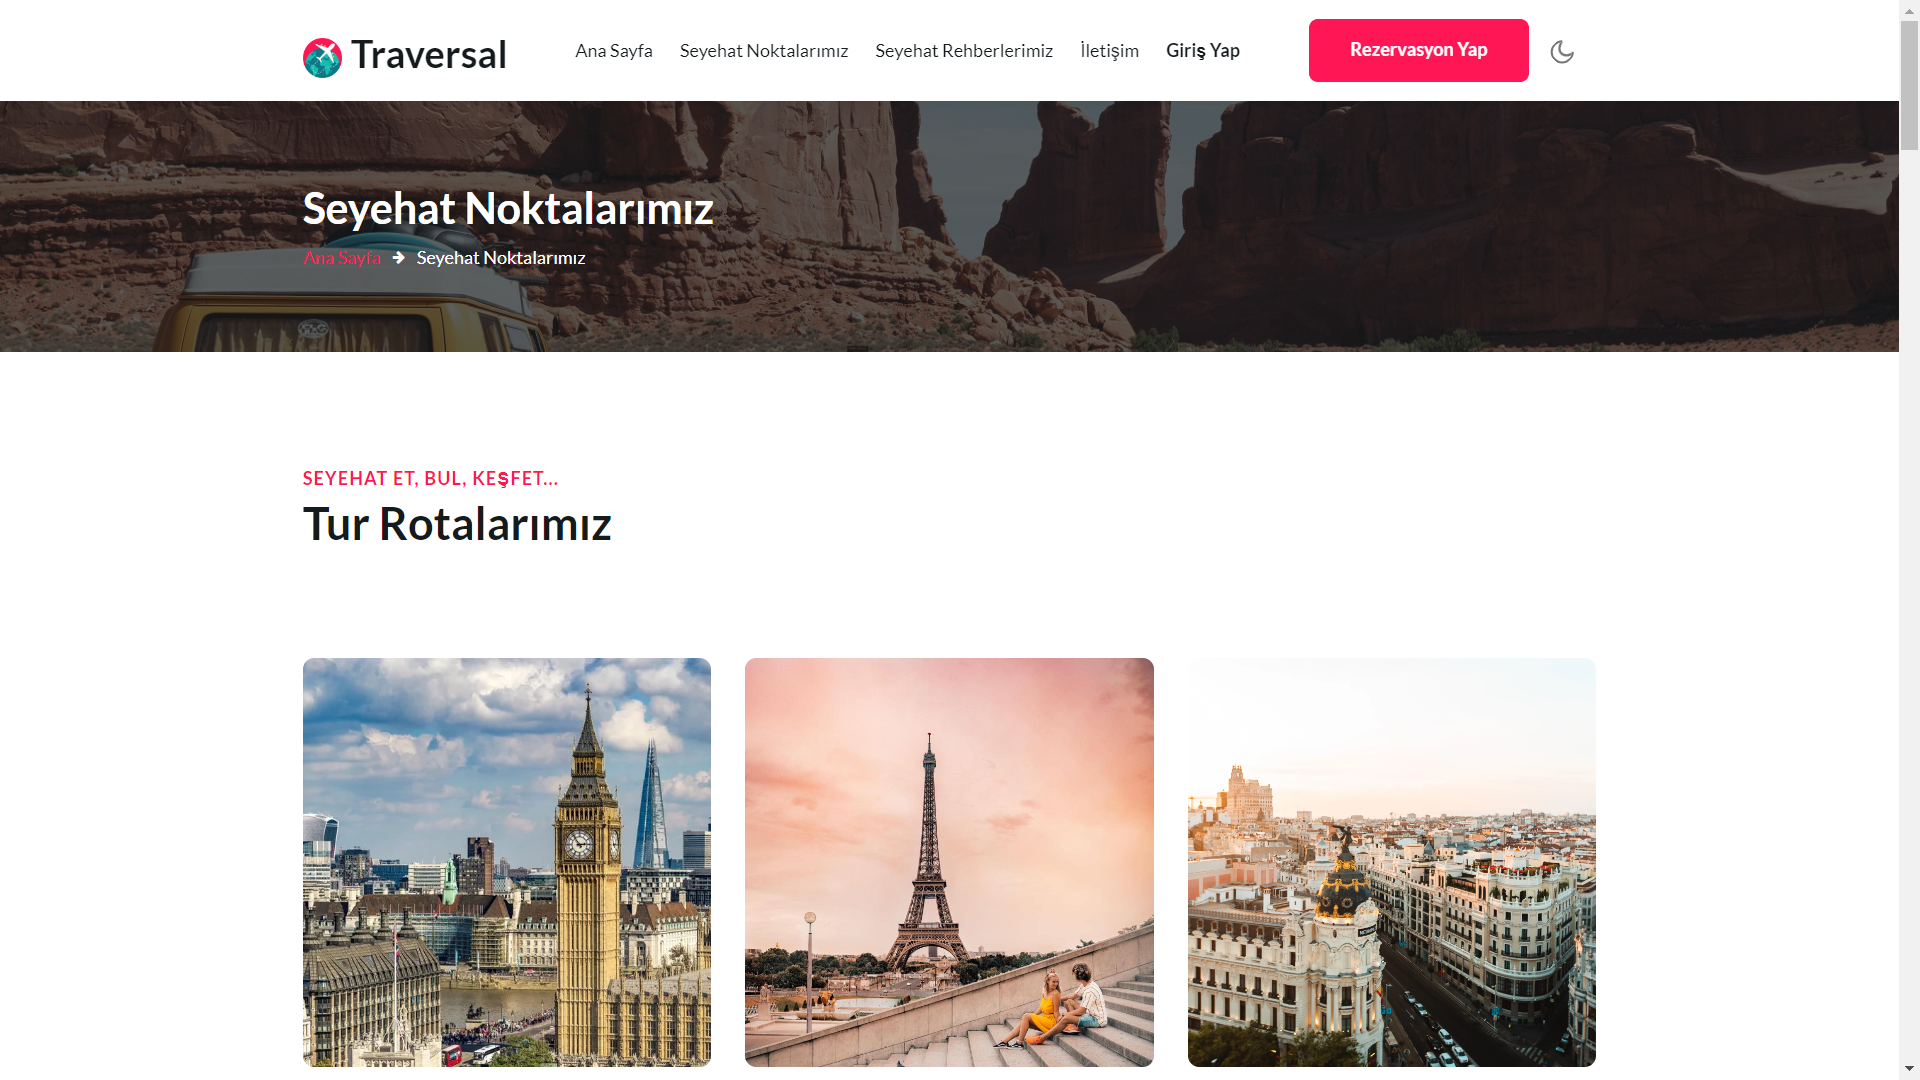 Traversal
Ana Sayfa
Seyehat Noktalarımız
Seyehat Rehberlerimiz
İletişim
Giriş Yap
Rezervasyon Yap
Seyehat Noktalarımız
Ana Sayfa → Seyehat Noktalarımız
SEYEHAT ET, BUL, KEŞFET...
Tur Rotalarımız